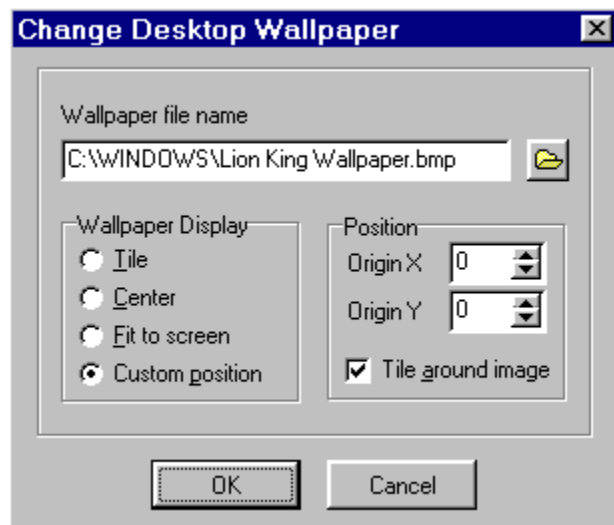 Change Desktop Wallpaper
Wallpaper file name
C:\WINDOWS\Lion King Wallpaper.bmp
Wallpaper Display
Tile
Center
Fit to screen
Custom position
Position
Origin X 0
Origin Y 0
Tile around image
OK
Cancel